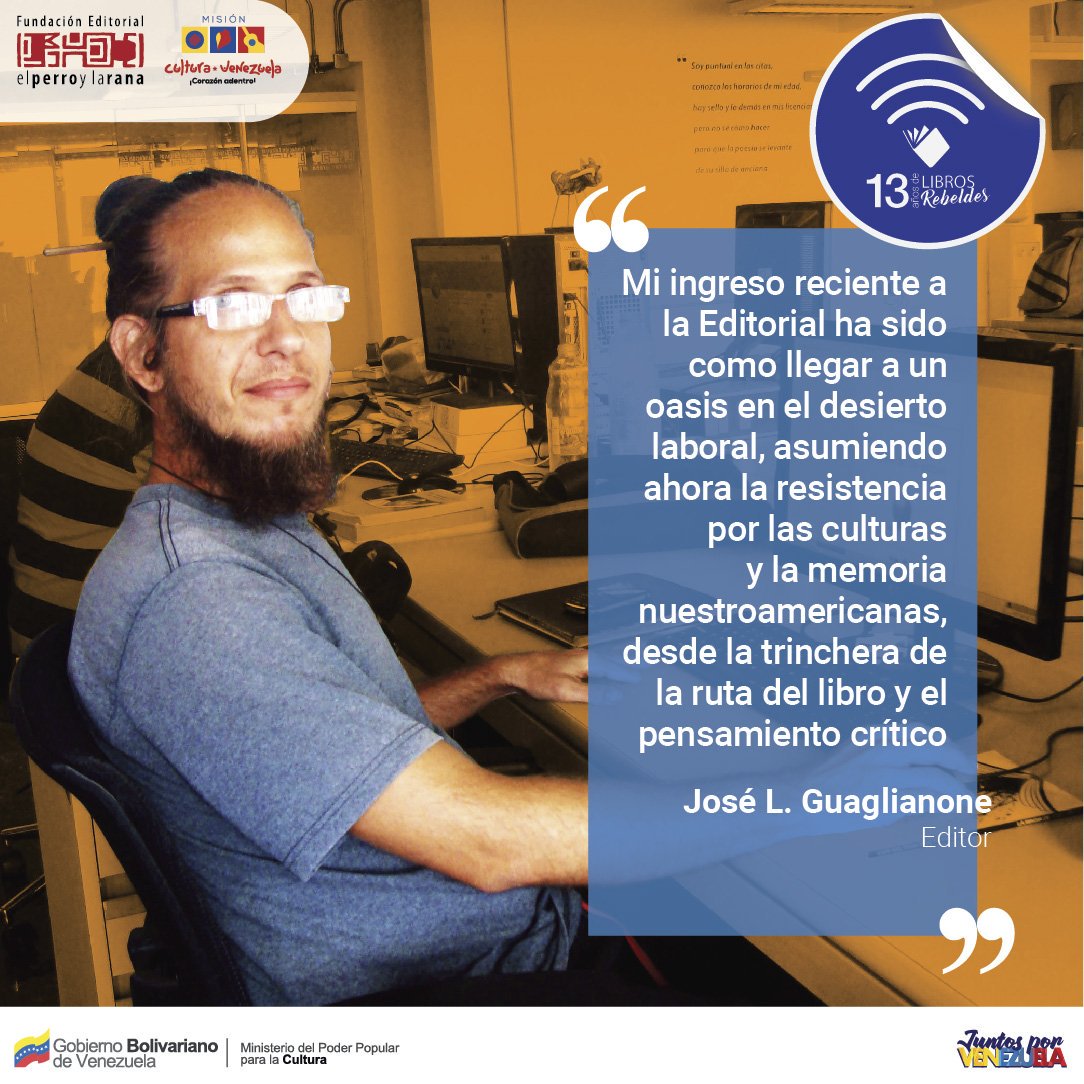 Fundación Editorial
elperroylarana
MISIÓN
Cultura Venezuela
¡Corazón adentro!
Soy puntual en las citas,
conozco los horarios de mi edad,
hay sello y lo demás en mis licencia
pero no sé cómo hacer
para que la poesía se levante
de su silla de anciana
13 años de LIBROS
Rebeldes
“
Mi ingreso reciente a
la Editorial ha sido
como llegar a un
oasis en el desierto
laboral, asumiendo
ahora la resistencia
por las culturas
y la memoria
nuestroamericanas,
desde la trinchera de
la ruta del libro y el
pensamiento crítico
José L. Guaglianone
Editor
”
Gobierno Bolivariano
de Venezuela
Ministerio del Poder Popular
para la Cultura
Juntos por
VENEZUELA